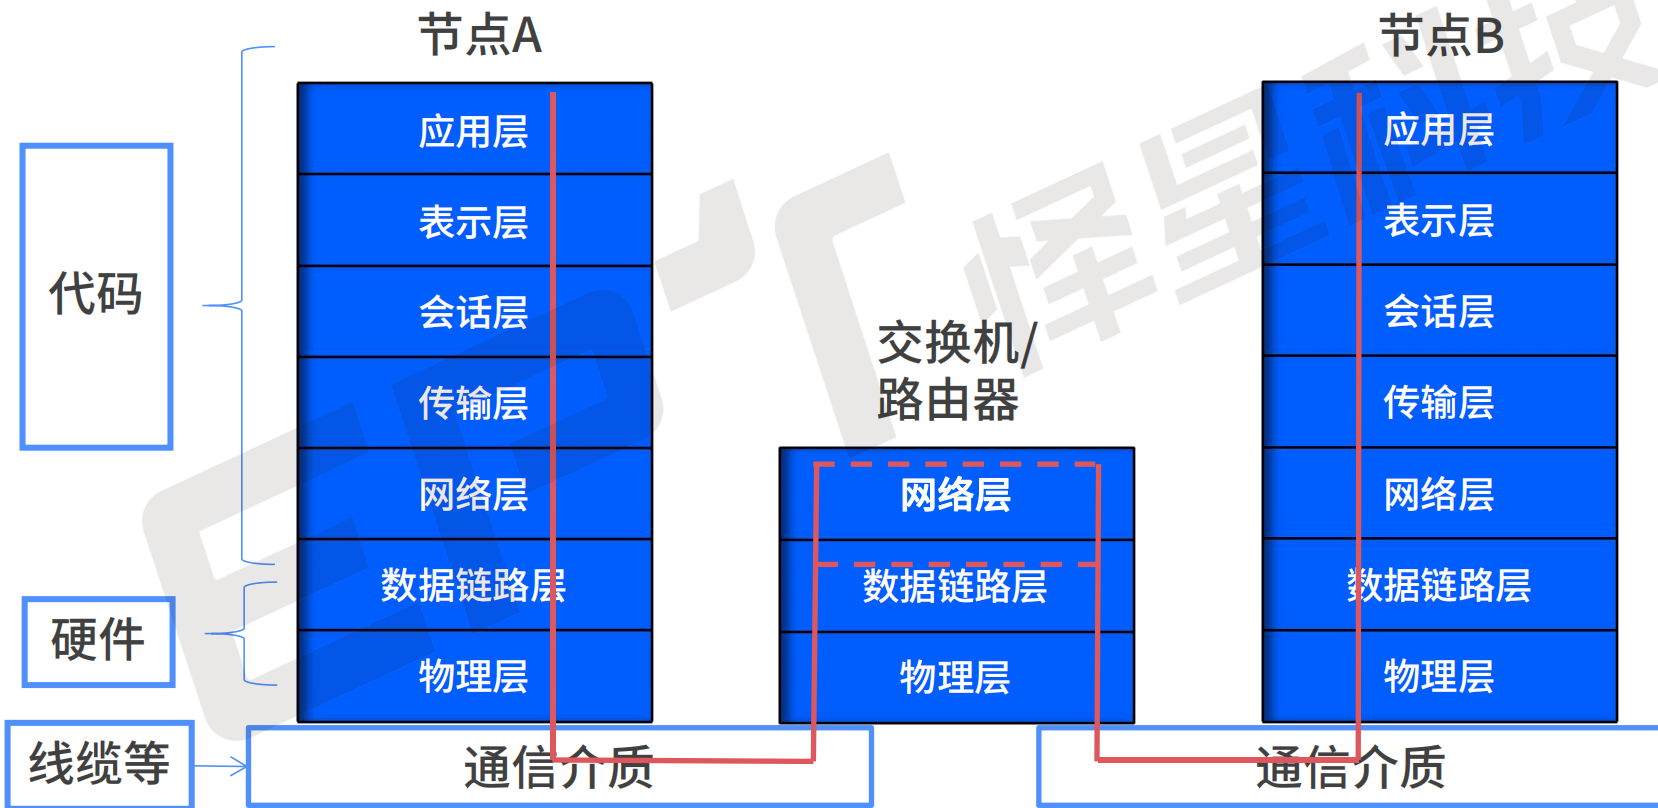 节点A
节点B
代码
应用层
表示层
会话层
传输层
网络层
数据链路层
物理层
交换机/
路由器
网络层
数据链路层
物理层
应用层
表示层
会话层
传输层
网络层
数据链路层
物理层
硬件
线缆等
通信介质
通信介质
怿星科技